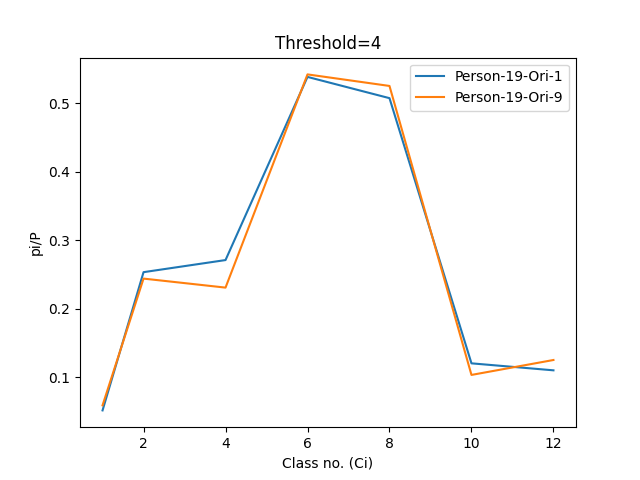 Threshold=4
Person-19-Ori-1
Person-19-Ori-9
pi/P
0.5
0.4
0.3
0.2
0.1
2 4 6 8 10 12
Class no. (Ci)